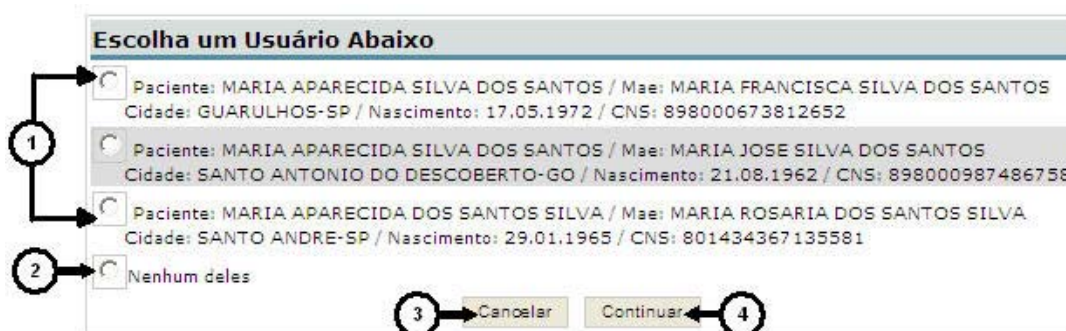 Escolha um Usuário Abaixo
Paciente: MARIA APARECIDA SILVA DOS SANTOS / Mae: MARIA FRANCISCA SILVA DOS SANTOS
Cidade: GUARULHOS-SP / Nascimento: 17.05.1972 / CNS: 898000673812652
1
Paciente: MARIA APARECIDA SILVA DOS SANTOS / Mae: MARIA JOSE SILVA DOS SANTOS
Cidade: SANTO ANTONIO DO DESCOBERTO-GO / Nascimento: 21.08.1962 / CNS: 898000987486758
Paciente: MARIA APARECIDA DOS SANTOS SILVA / Mae: MARIA ROSARIA DOS SANTOS SILVA
Cidade: SANTO ANDRE-SP / Nascimento: 29.01.1965 / CNS: 801434367135581
2 Nenhum deles
3 Cancelar Continuar 4